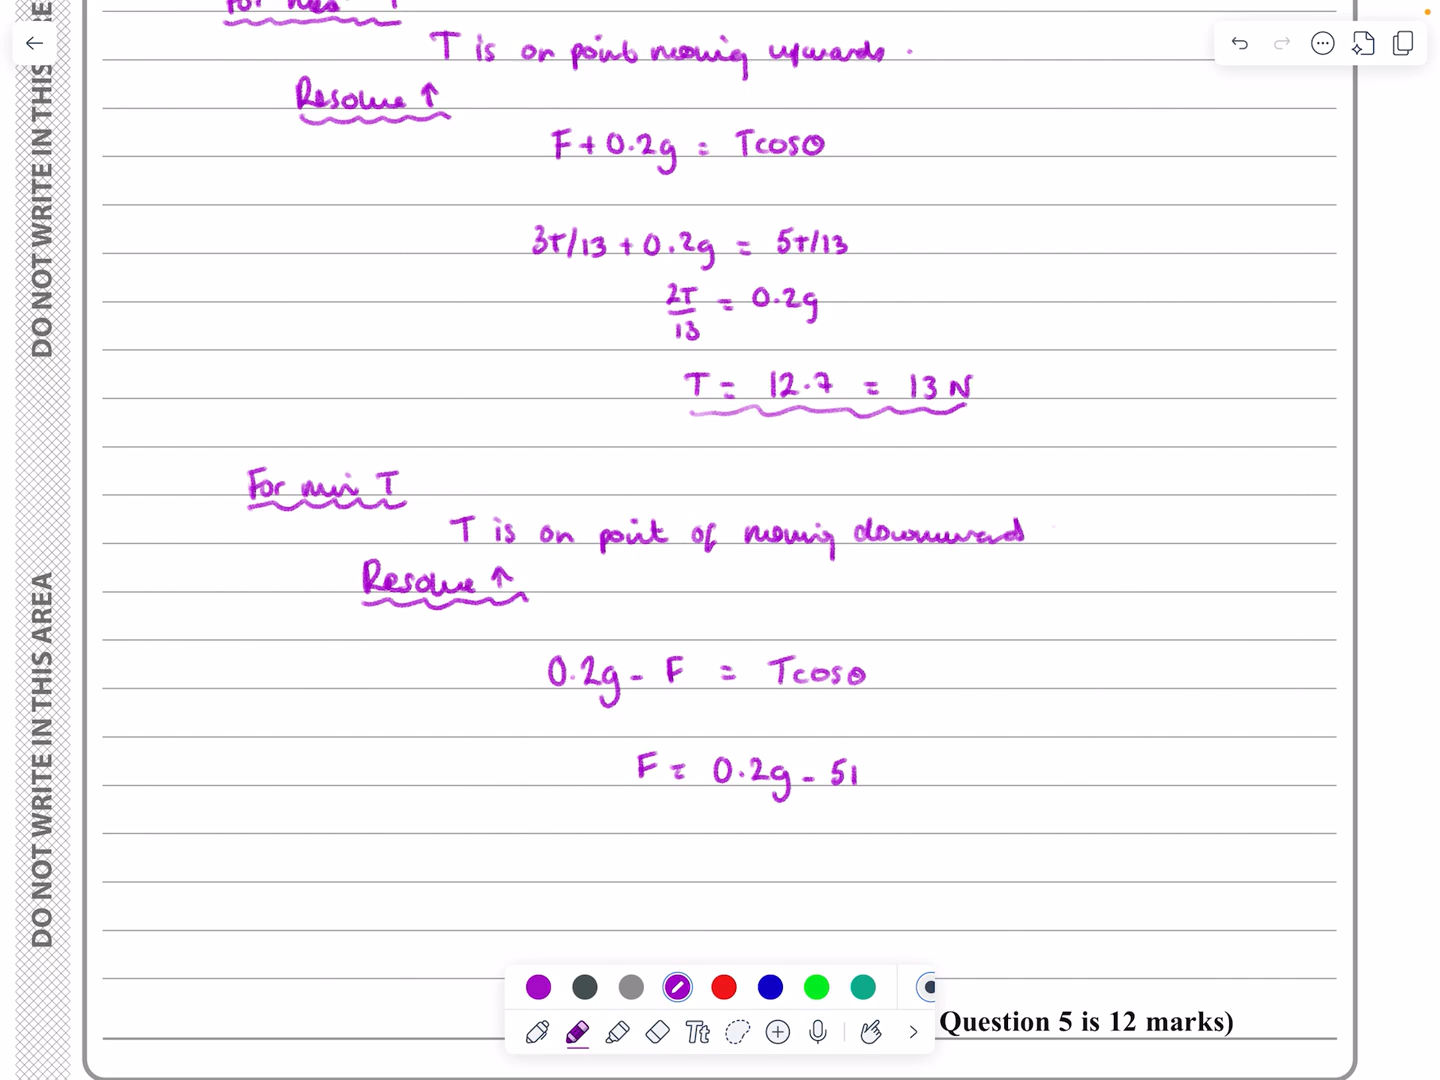 T is on point moving upwards.
Resolve ↑
F + 0.2g = Tcosθ
3T/13 + 0.2g = 5T/13
2T/13 = 0.2g
T = 12.7 = 13 N
For min T
T is on point of moving downward
Resolve ↑
0.2g - F = Tcosθ
F = 0.2g - 51
DO NOT WRITE IN THIS
DO NOT WRITE IN THIS AREA
Tt
Question 5 is 12 marks)